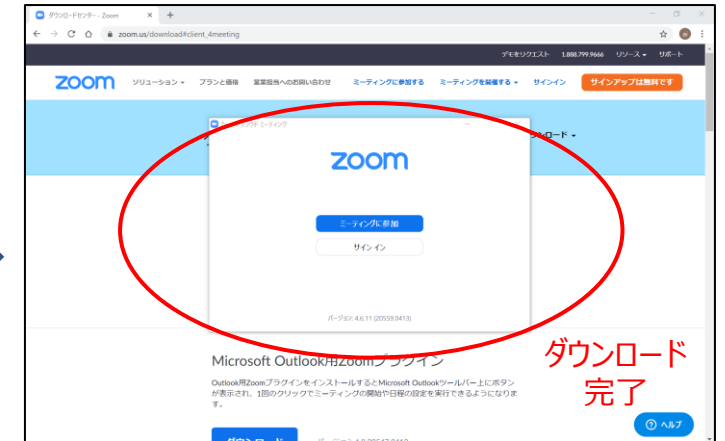 ダウンロードセンター - Zoom
zoom.us/download#client_4meeting
デモをリクエスト 1.888.799.9666 リソース サポート
zoom ソリューション プランと価格 営業担当へのお問い合わせ ミーティングに参加する ミーティングを開催する サインイン サインアップは無料です
ミーティング
ウンロード
zoom
ミーティングに参加
サインイン
バージョン: 4.6.11 (20559.0413)
Microsoft Outlook用Zoomプラグイン
Outlook用ZoomプラグインをインストールするとMicrosoft Outlookツールバー上にボタン
が表示され、1回のクリックでミーティングの開始や日程の設定を実行できるようになりま
す。
ダウンロード
完了
ヘルプ